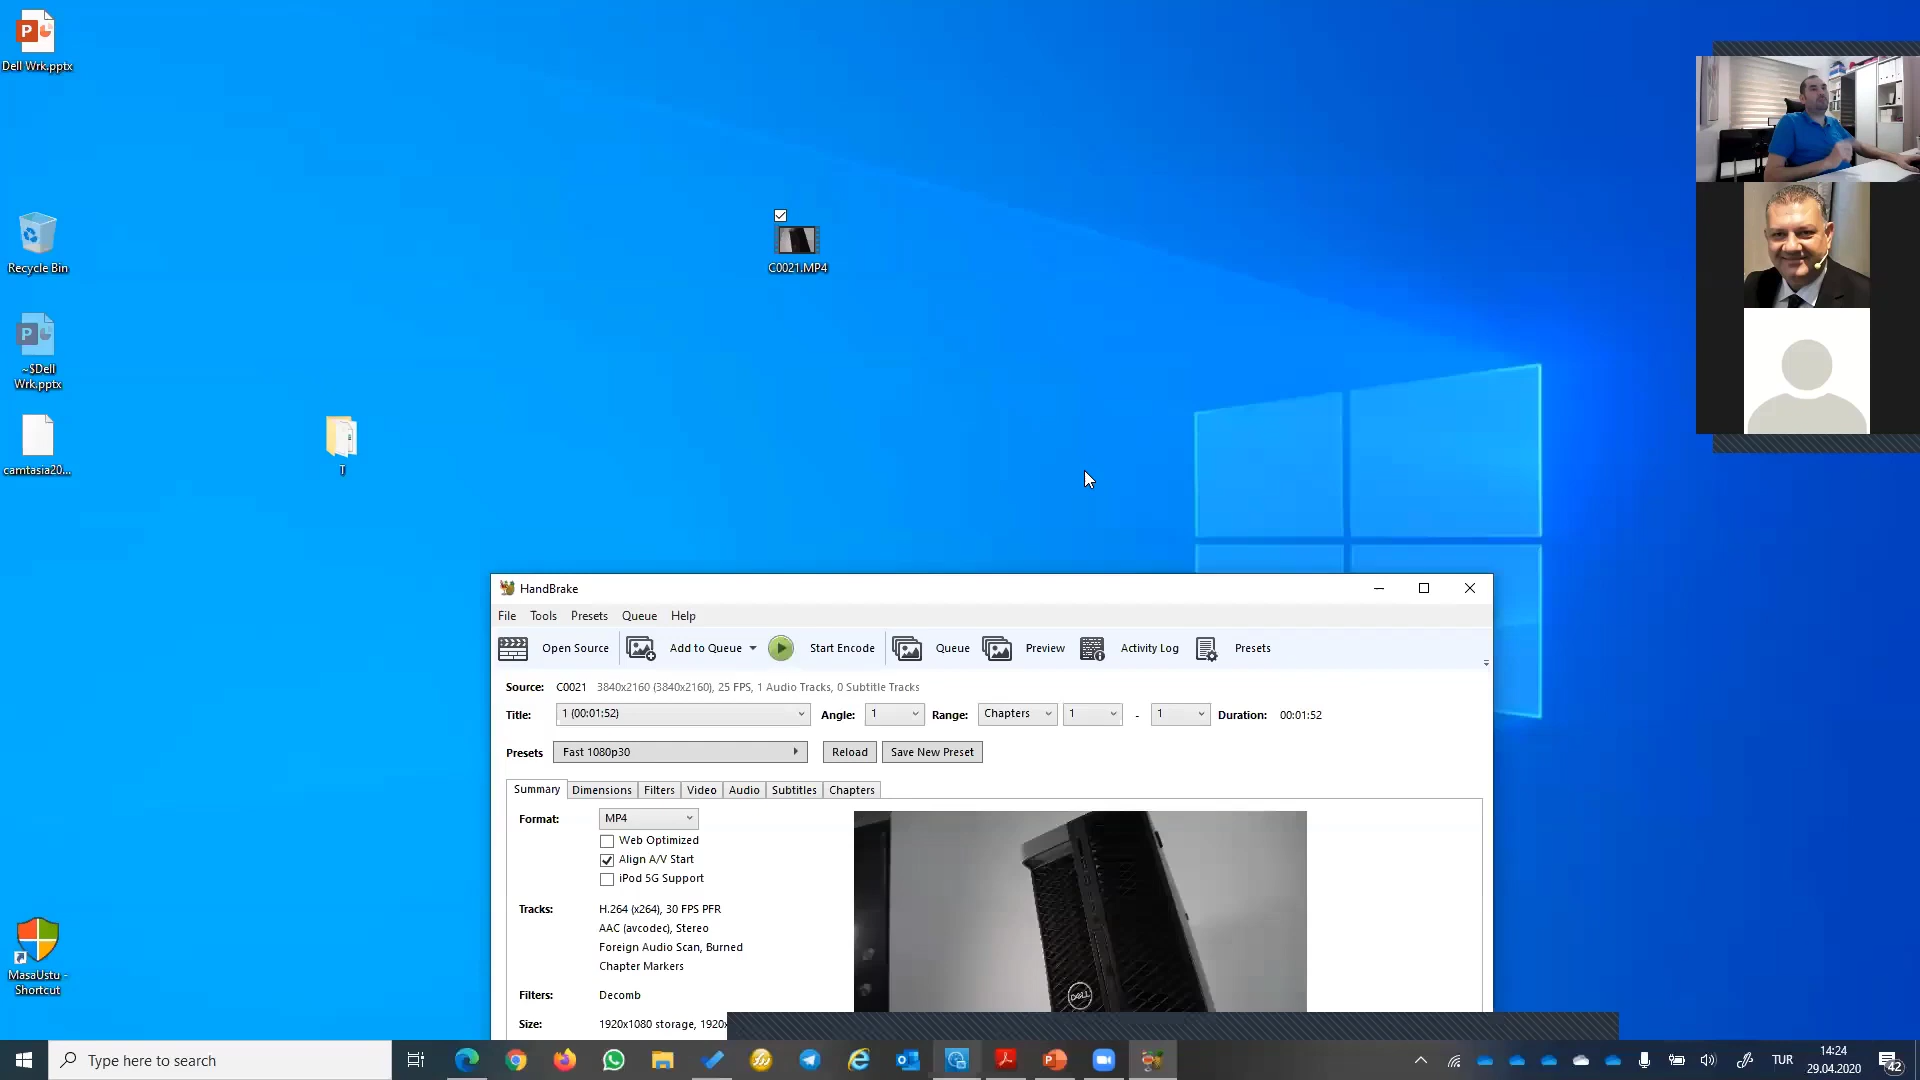 Dell Wrk.pptx
Recycle Bin
~$Dell
Wrk.pptx
camtasia20...
T
C0021.MP4
MasaUstu -
Shortcut
HandBrake
File Tools Presets Queue Help
Open Source Add to Queue Start Encode Queue Preview Activity Log Presets
Source: C0021 3840x2160 (3840x2160), 25 FPS, 1 Audio Tracks, 0 Subtitle Tracks
Title: 1 (00:01:52) Angle: 1 Range: Chapters 1 - 1 Duration: 00:01:52
Presets Fast 1080p30 Reload Save New Preset
Summary Dimensions Filters Video Audio Subtitles Chapters
Format: MP4
Web Optimized
Align A/V Start
iPod 5G Support
Tracks: H.264 (x264), 30 FPS PFR
AAC (avcodec), Stereo
Foreign Audio Scan, Burned
Chapter Markers
Filters: Decomb
Size: 1920x1080 storage, 1920x
DELL
Type here to search
TUR
14:24
29.04.2020
42